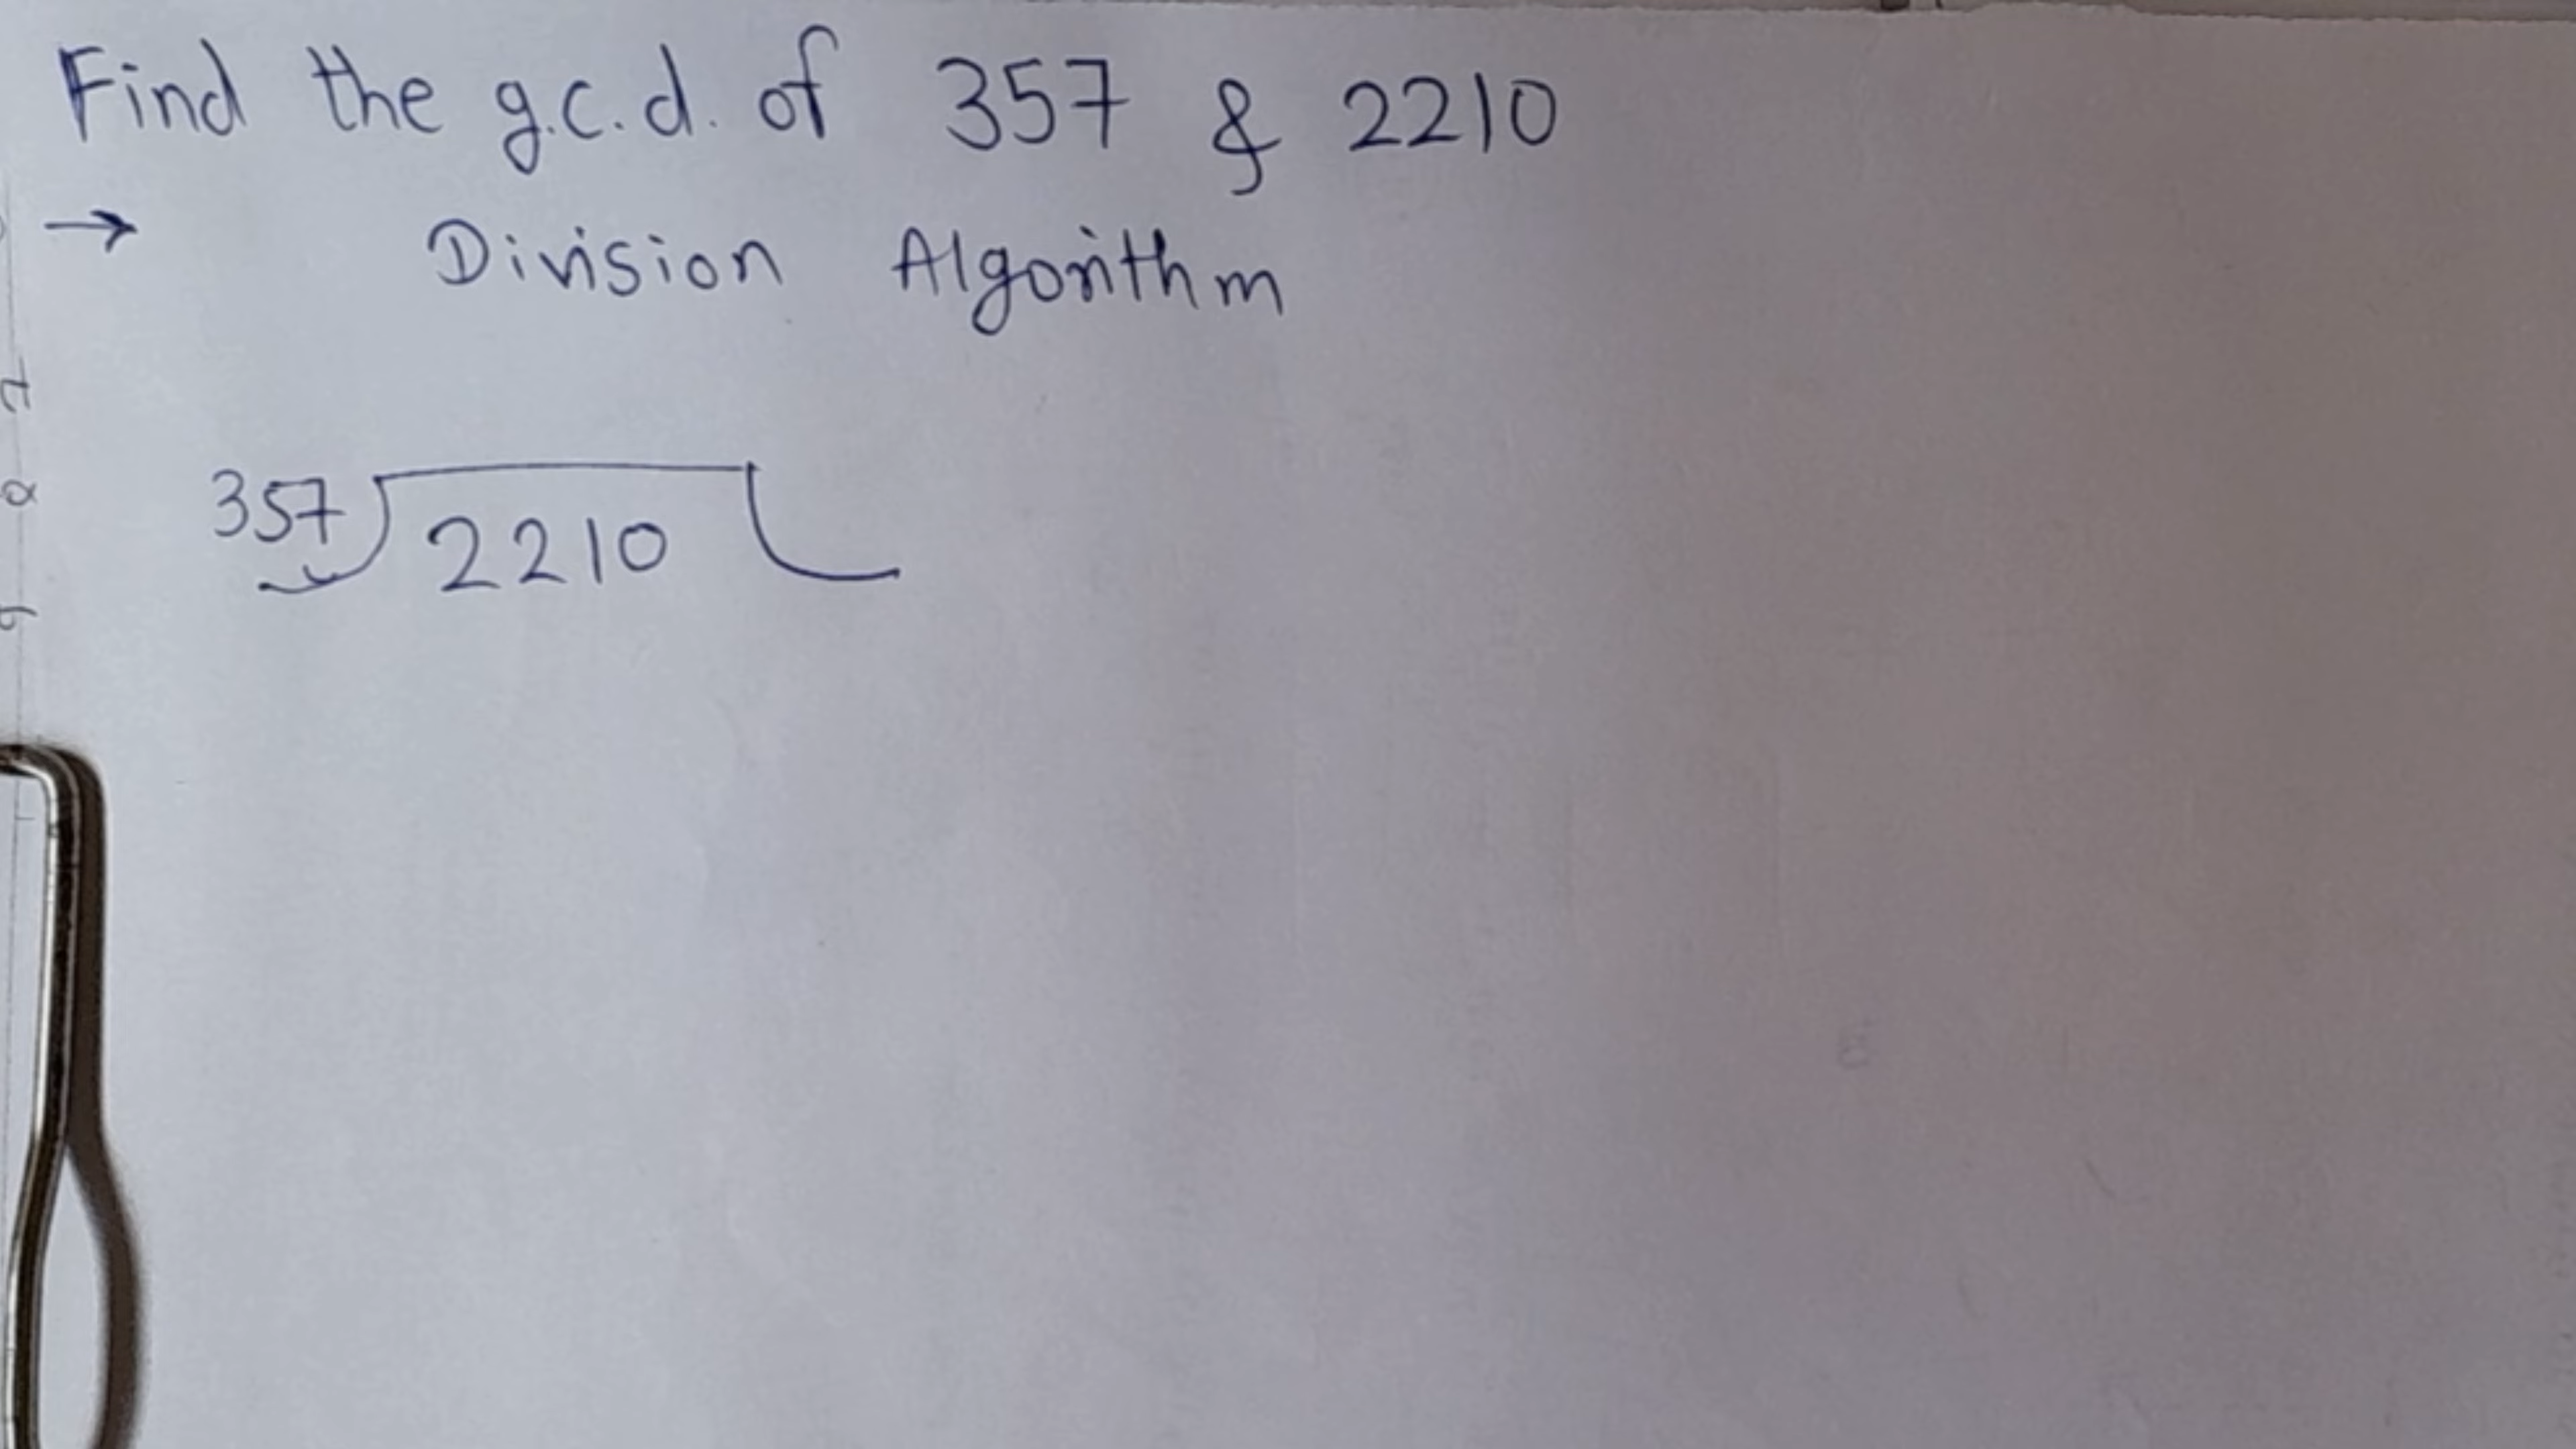 Find the g.c.d. of 357 & 2210
→ Division Algorithm
357 2210